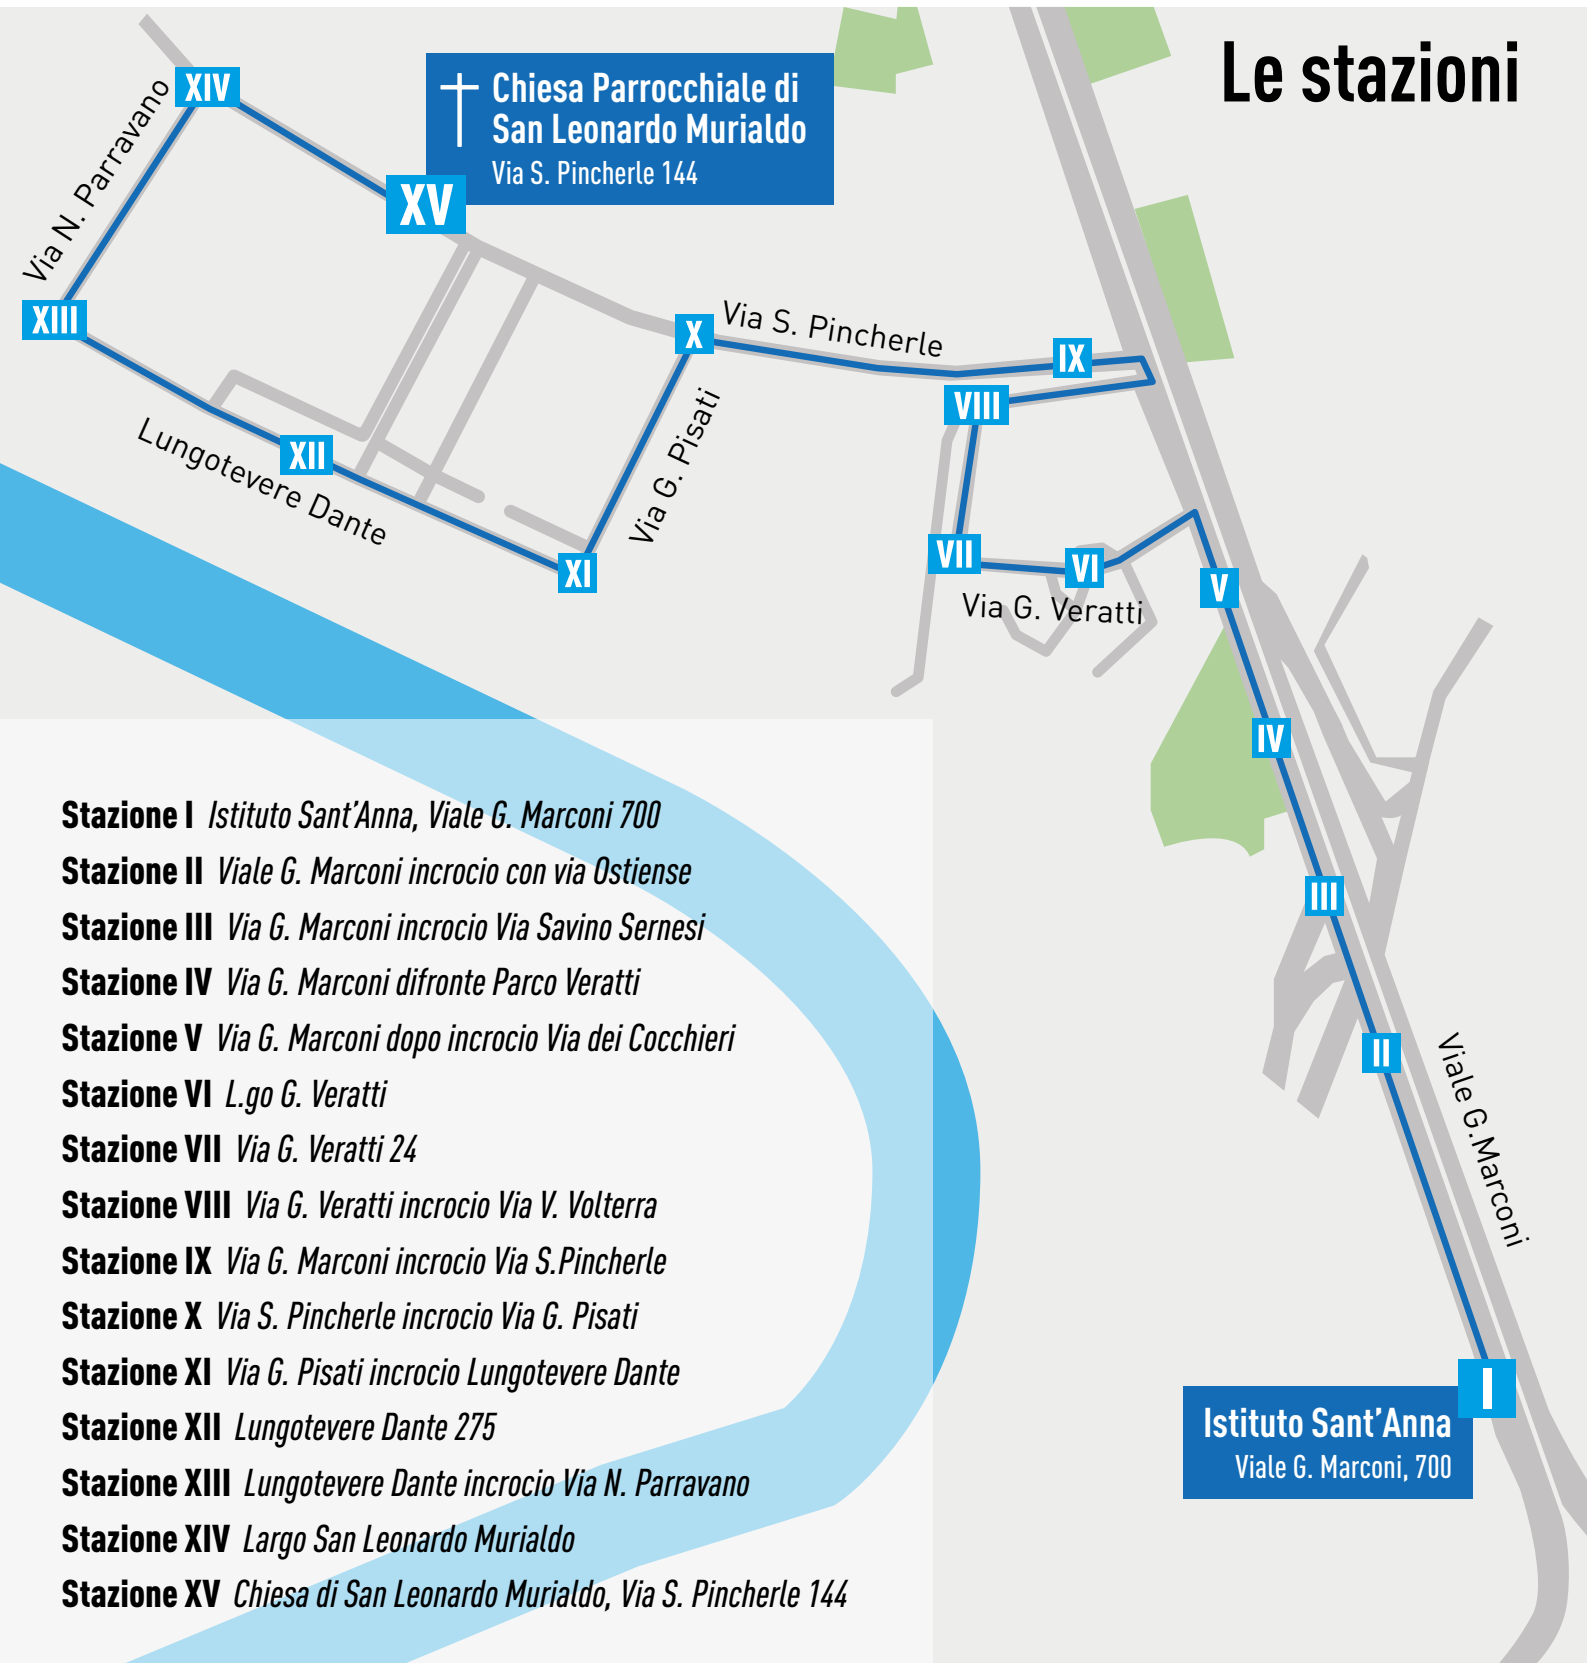 Le stazioni
XIV
Chiesa Parrocchiale di
San Leonardo Murialdo
Via S. Pincherle 144
XV
Via N. Parravano
XIII
X
Via S. Pincherle
IX
VIII
Via G. Pisati
Lungotevere Dante
XII
XI
VII
VI
V
Via G. Veratti
IV
III
II
Viale G.Marconi
I
Istituto Sant’Anna
Viale G. Marconi, 700
Stazione I Istituto Sant’Anna, Viale G. Marconi 700
Stazione II Viale G. Marconi incrocio con via Ostiense
Stazione III Via G. Marconi incrocio Via Savino Sernesi
Stazione IV Via G. Marconi difronte Parco Veratti
Stazione V Via G. Marconi dopo incrocio Via dei Cocchieri
Stazione VI L.go G. Veratti
Stazione VII Via G. Veratti 24
Stazione VIII Via G. Veratti incrocio Via V. Volterra
Stazione IX Via G. Marconi incrocio Via S.Pincherle
Stazione X Via S. Pincherle incrocio Via G. Pisati
Stazione XI Via G. Pisati incrocio Lungotevere Dante
Stazione XII Lungotevere Dante 275
Stazione XIII Lungotevere Dante incrocio Via N. Parravano
Stazione XIV Largo San Leonardo Murialdo
Stazione XV Chiesa di San Leonardo Murialdo, Via S. Pincherle 144